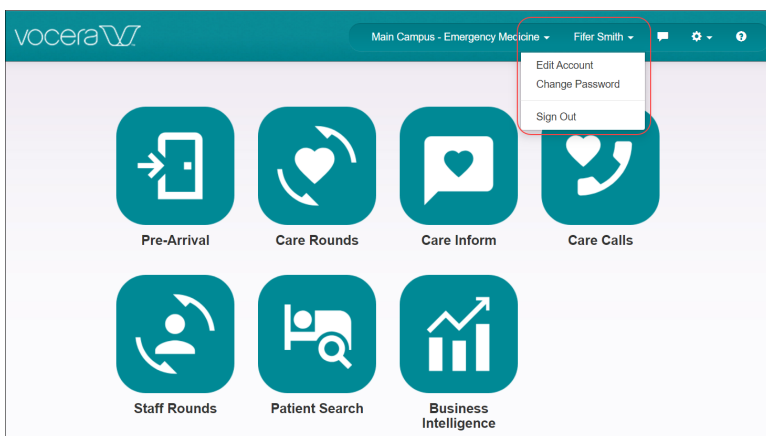 vocera
Main Campus - Emergency Medicine Fifer Smith
Edit Account
Change Password
Sign Out
Pre-Arrival Care Rounds Care Inform Care Calls
Staff Rounds Patient Search Business
Intelligence